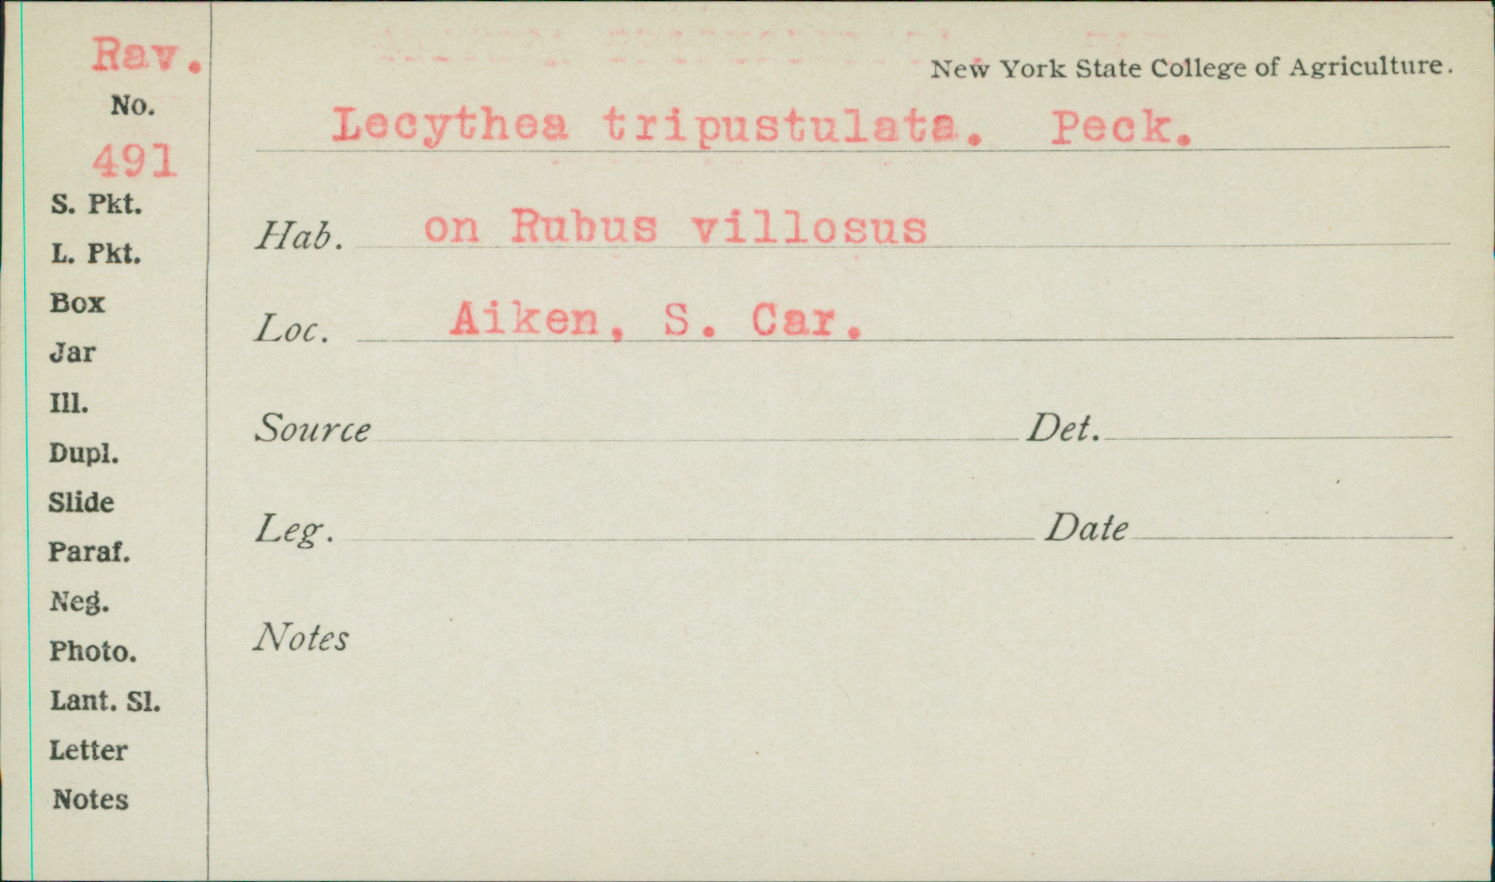 Rav.
No.
491
S. Pkt.
L. Pkt.
Box
Jar
Ill.
Dupl.
Slide
Paraf.
Neg.
Photo.
Lant. Sl.
Letter
Notes
New York State College of Agriculture.
Lecythea tripustulata. Peck.
Hab. on Rubus villosus
Loc. Aiken, S. Car.
Source Det.
Leg. Date
Notes